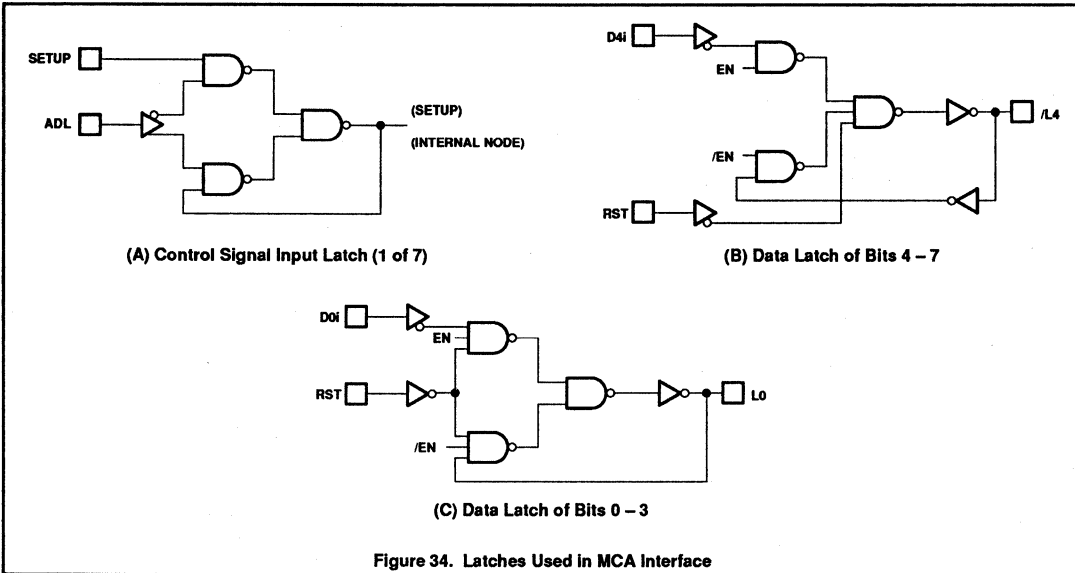 SETUP
ADL
(SETUP)
(INTERNAL NODE)
(A) Control Signal Input Latch (1 of 7)
D4i
EN
/EN
RST
/L4
(B) Data Latch of Bits 4 – 7
D0i
EN
RST
/EN
L0
(C) Data Latch of Bits 0 – 3
Figure 34. Latches Used in MCA Interface